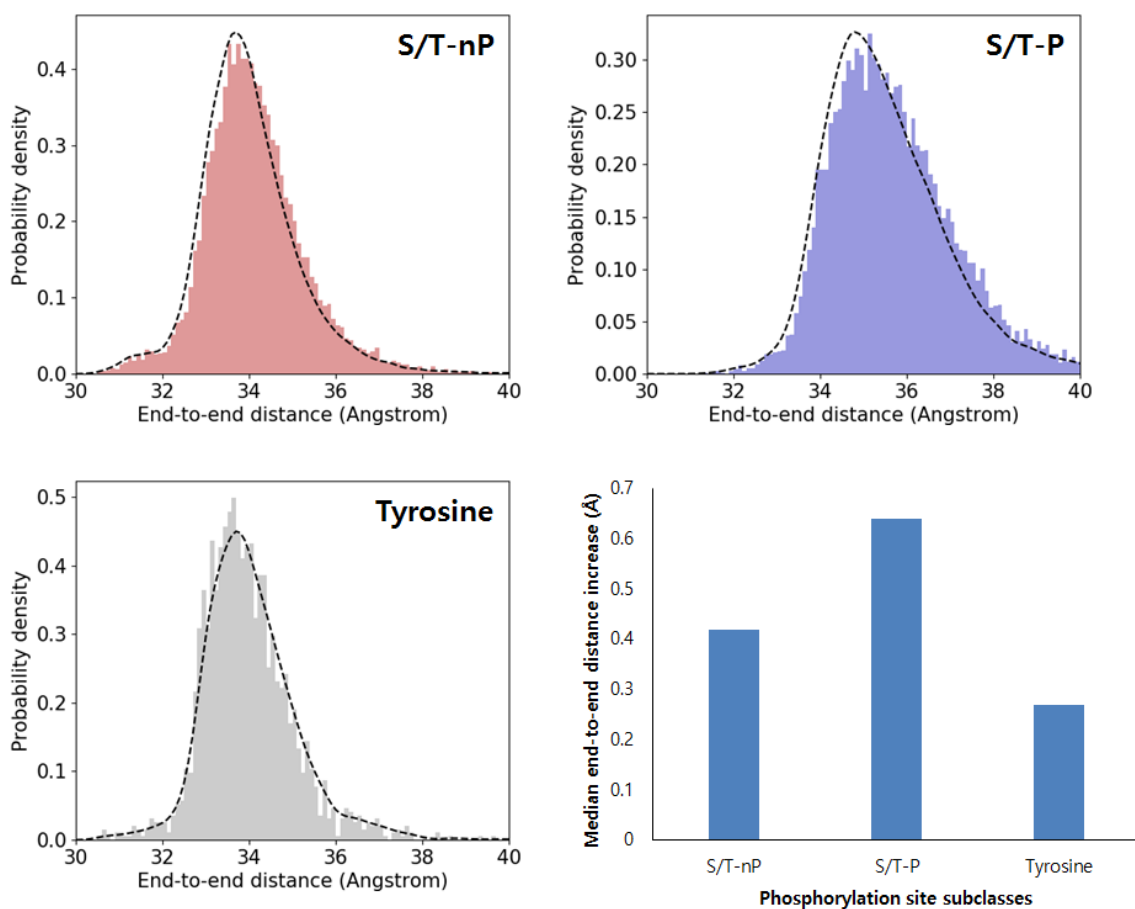 S/T-nP
Probability density
0.4
0.3
0.2
0.1
0.0
30 32 34 36 38 40
End-to-end distance (Angstrom)
S/T-P
Probability density
0.30
0.25
0.20
0.15
0.10
0.05
0.00
30 32 34 36 38 40
End-to-end distance (Angstrom)
Tyrosine
Probability density
0.5
0.4
0.3
0.2
0.1
0.0
30 32 34 36 38 40
End-to-end distance (Angstrom)
Median end-to-end distance increase (Å)
0.7
0.6
0.5
0.4
0.3
0.2
0.1
0
S/T-nP S/T-P Tyrosine
Phosphorylation site subclasses